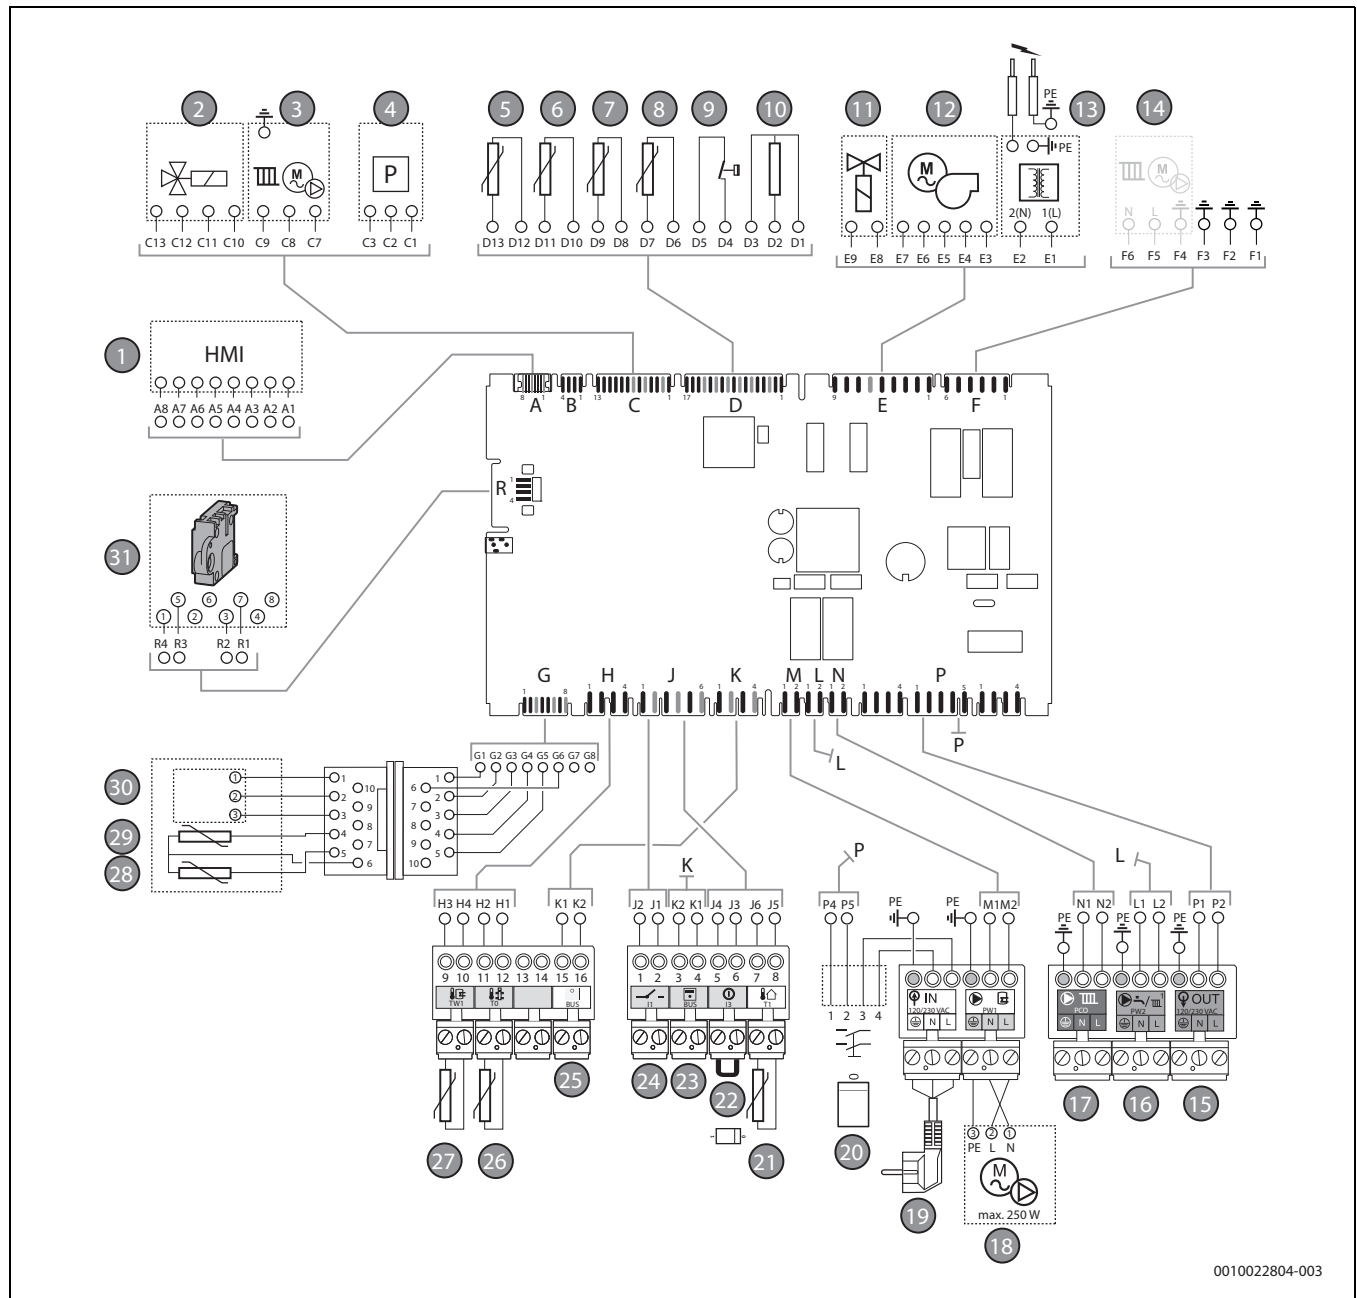 2 3 4 5 6 7 8 9 10 11 12 13 14
PE
M P M M
PE
2(N) 1(L) N L
C13 C12 C11 C10 C9 C8 C7 C3 C2 C1
D13 D12 D11 D10 D9 D8 D7 D6 D5 D4 D3 D2 D1
E9 E8 E7 E6 E5 E4 E3 E2 E1
F6 F5 F4 F3 F2 F1
1 HMI
A8 A7 A6 A5 A4 A3 A2 A1
8 1 4 1 13 1 17 1 9 1 6 1
A B C D E F
R 1 4
31
5 6 7 8
1 2 3 4
R4 R3 R2 R1
G H J K M L N P
1 8 1 4 1 6 1 4 1 2 1 2 1 2 1 4 1 5 1 4
P
L
G1 G2 G3 G4 G5 G6 G7 G8
30 29 28
1 2 3
1 2 3 4 5 6 7 8 9 10
1 2 3 4 5 6 7 8 9 10
H3 H4 H2 H1 K1 K2
9 10 11 12 13 14 15 16
TW1 T0 BUS
27 26 25
K
J2 J1 K2 K1 J4 J3 J6 J5
1 2 3 4 5 6 7 8
I1 BUS I3 T1
24 23 22 21
1 0
P
P4 P5
1 2 3 4
20
PE PE M1 M2
IN
120/230 VAC PW1
N L N L
19
3 2 1
PE L N
M
max. 250 W
18
L
PE N1 N2 PE L1 L2 PE P1 P2
1 OUT
PCO PW2 120/230 VAC
N L N L N L
17 16 15
0010022804-003